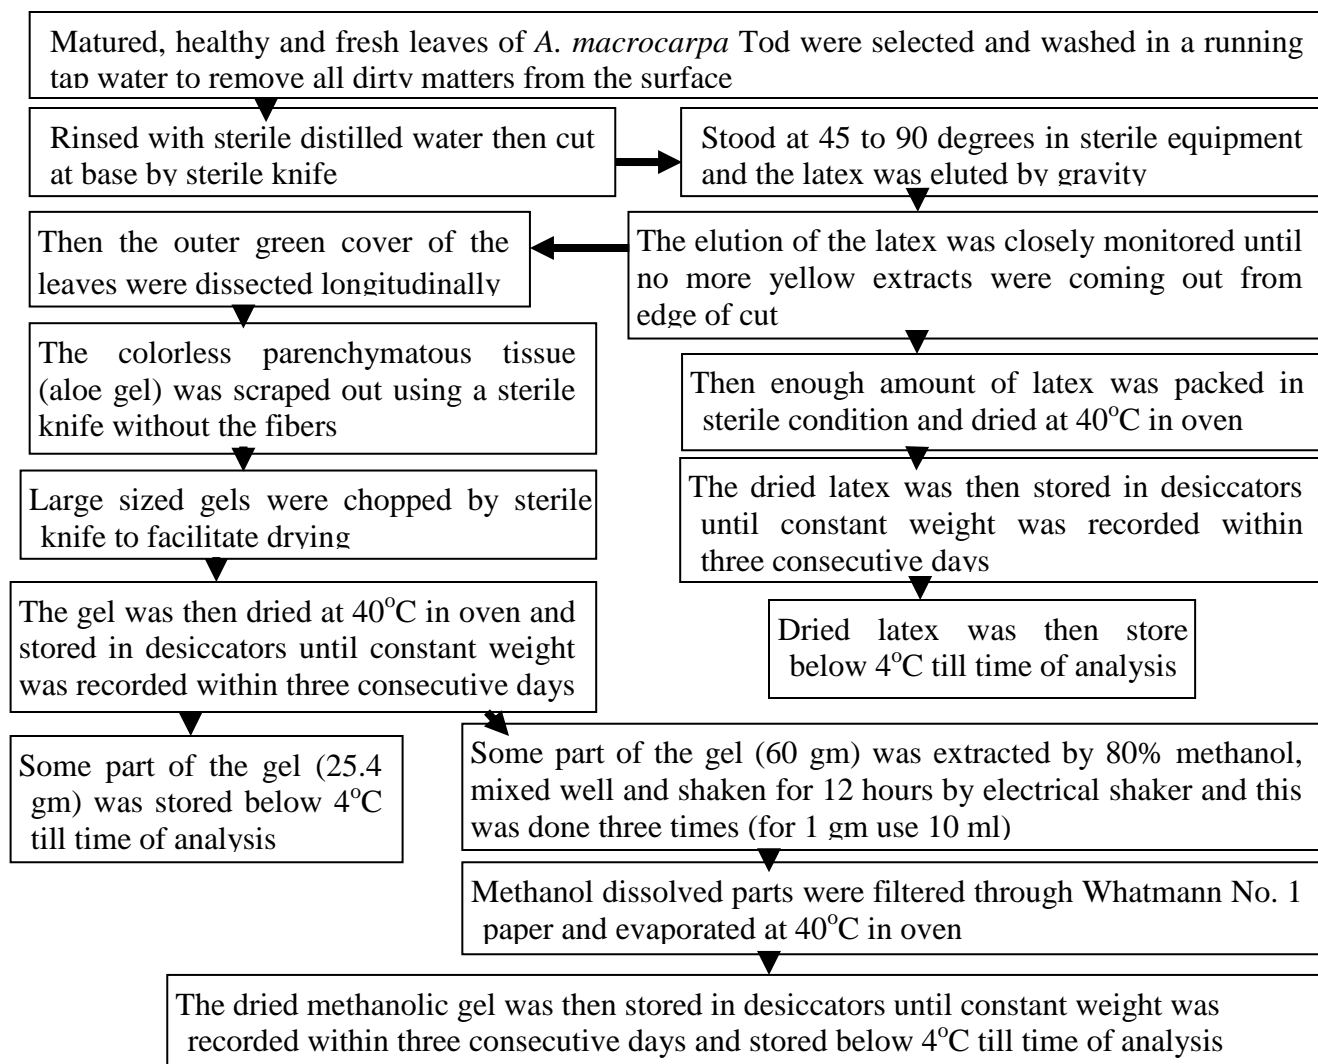 Matured, healthy and fresh leaves of A. macrocarpa Tod were selected and washed in a running
tap water to remove all dirty matters from the surface
Rinsed with sterile distilled water then cut
at base by sterile knife
Stood at 45 to 90 degrees in sterile equipment
and the latex was eluted by gravity
The elution of the latex was closely monitored until
no more yellow extracts were coming out from
edge of cut
Then the outer green cover of the
leaves were dissected longitudinally
The colorless parenchymatous tissue
(aloe gel) was scraped out using a sterile
knife without the fibers
Large sized gels were chopped by sterile
knife to facilitate drying
The gel was then dried at 40°C in oven and
stored in desiccators until constant weight
was recorded within three consecutive days
Then enough amount of latex was packed in
sterile condition and dried at 40°C in oven
The dried latex was then stored in desiccators
until constant weight was recorded within
three consecutive days
Dried latex was then store
below 4°C till time of analysis
Some part of the gel (25.4
gm) was stored below 4°C
till time of analysis
Some part of the gel (60 gm) was extracted by 80% methanol,
mixed well and shaken for 12 hours by electrical shaker and this
was done three times (for 1 gm use 10 ml)
Methanol dissolved parts were filtered through Whatmann No. 1
paper and evaporated at 40°C in oven
The dried methanolic gel was then stored in desiccators until constant weight was
recorded within three consecutive days and stored below 4°C till time of analysis